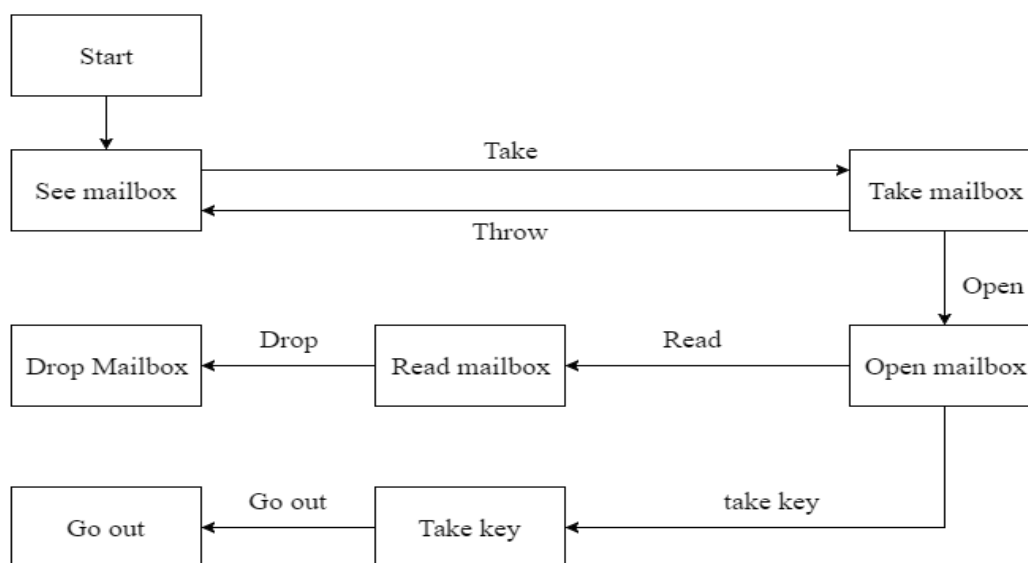 Start
Take
See mailbox
Take mailbox
Throw
Open
Drop
Read
Drop Mailbox
Read mailbox
Open mailbox
Go out
take key
Go out
Take key